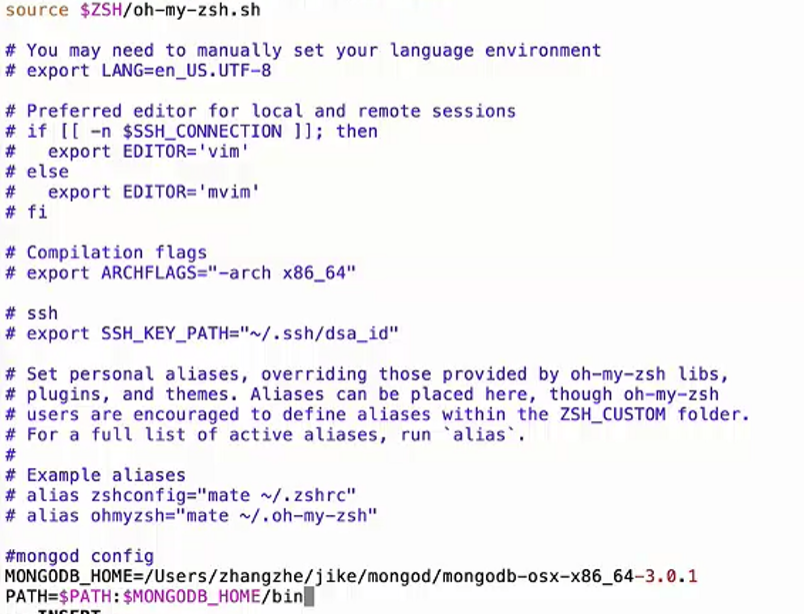 source $ZSH/oh-my-zsh.sh
# You may need to manually set your language environment
# export LANG=en_US.UTF-8
# Preferred editor for local and remote sessions
# if [[ -n $SSH_CONNECTION ]]; then
#   export EDITOR='vim'
# else
#   export EDITOR='mvim'
# fi
# Compilation flags
# export ARCHFLAGS="-arch x86_64"
# ssh
# export SSH_KEY_PATH="~/.ssh/dsa_id"
# Set personal aliases, overriding those provided by oh-my-zsh libs,
# plugins, and themes. Aliases can be placed here, though oh-my-zsh
# users are encouraged to define aliases within the ZSH_CUSTOM folder.
# For a full list of active aliases, run `alias`.
#
# Example aliases
# alias zshconfig="mate ~/.zshrc"
# alias ohmyzsh="mate ~/.oh-my-zsh"
#mongod config
MONGODB_HOME=/Users/zhangzhe/jike/mongod/mongodb-osx-x86_64-3.0.1
PATH=$PATH:$MONGODB_HOME/bin
-- INSERT --